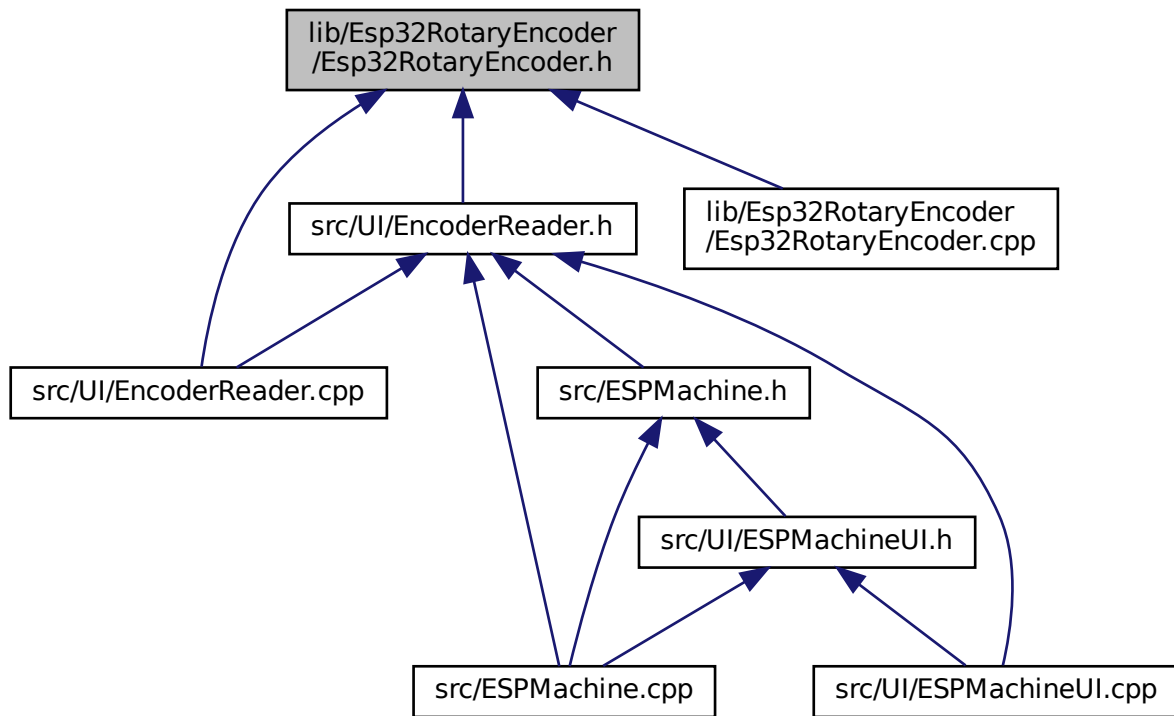 lib/Esp32RotaryEncoder
/Esp32RotaryEncoder.h
src/UI/EncoderReader.h
lib/Esp32RotaryEncoder
/Esp32RotaryEncoder.cpp
src/UI/EncoderReader.cpp
src/ESPMachine.h
src/UI/ESPMachineUI.h
src/ESPMachine.cpp
src/UI/ESPMachineUI.cpp